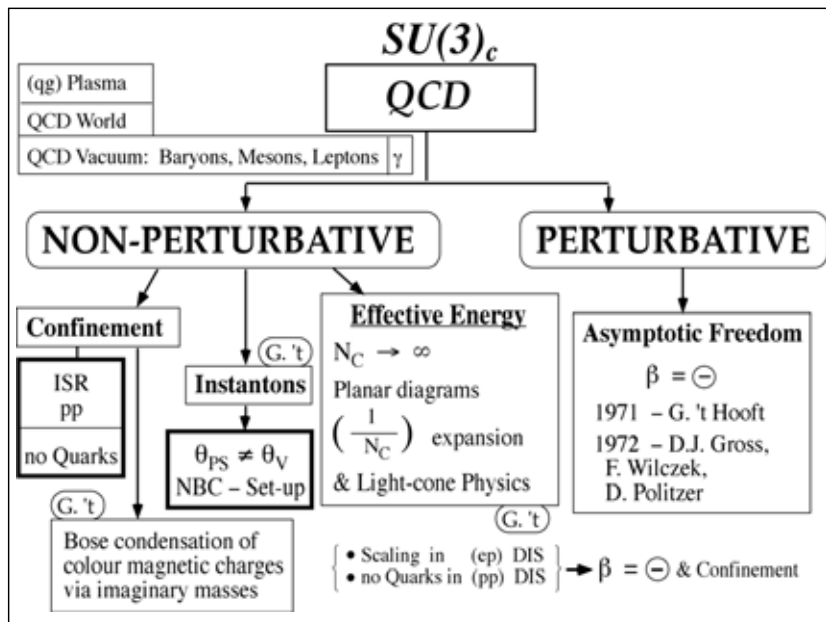 SU(3)c
QCD
(qg) Plasma
QCD World
QCD Vacuum: Baryons, Mesons, Leptons γ
NON-PERTURBATIVE
PERTURBATIVE
Confinement
ISR
pp
no Quarks
G. 't
Bose condensation of
colour magnetic charges
via imaginary masses
G. 't
Instantons
θPS ≠ θV
NBC – Set-up
Effective Energy
NC → ∞
Planar diagrams
(1/NC) expansion
& Light-cone Physics
G. 't
Asymptotic Freedom
β = ⊖
1971 – G. 't Hooft
1972 – D.J. Gross,
F. Wilczek,
D. Politzer
• Scaling in (ep) DIS
• no Quarks in (pp) DIS
→ β = ⊖ & Confinement